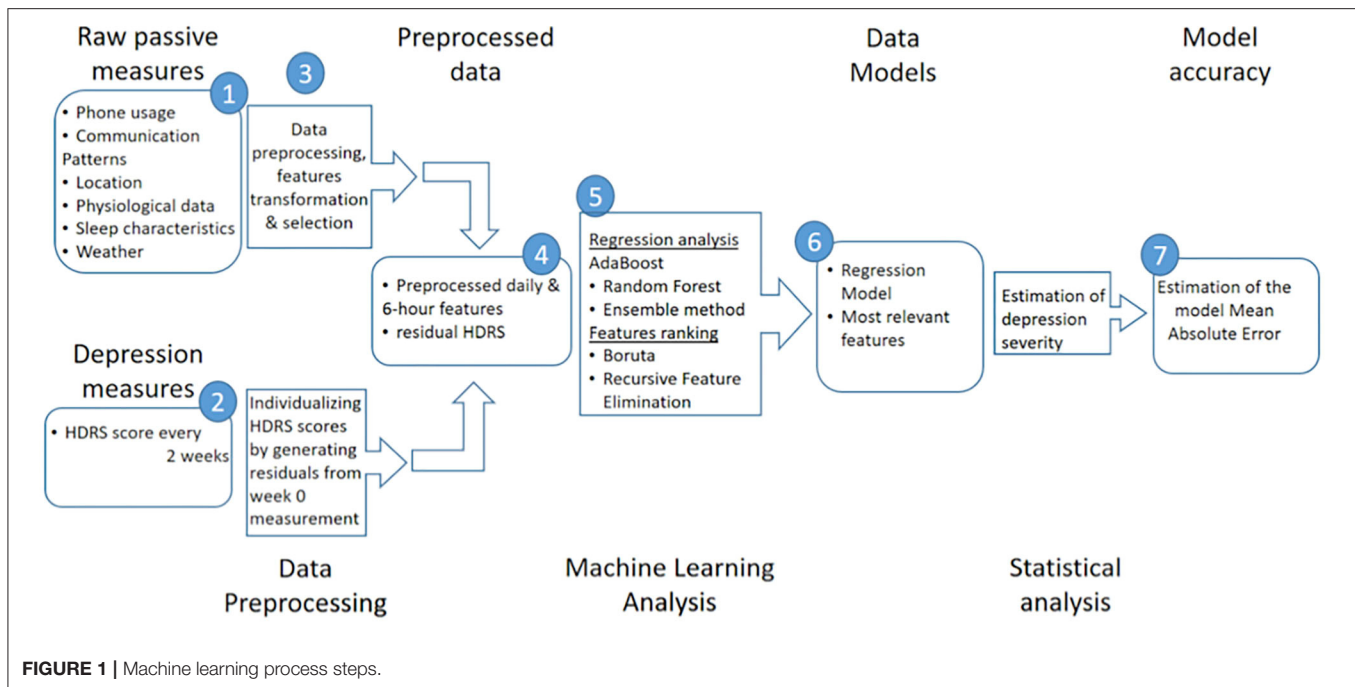 Raw passive
measures
1
• Phone usage
• Communication
Patterns
• Location
• Physiological data
• Sleep characteristics
• Weather
3
Data
preprocessing,
features
transformation
& selection
Preprocessed
data
Depression
measures
2
• HDRS score every
2 weeks
Individualizing
HDRS scores
by generating
residuals from
week 0
measurement
Data
Preprocessing
4
• Preprocessed daily &
6-hour features
• residual HDRS
5
Regression analysis
AdaBoost
• Random Forest
• Ensemble method
Features ranking
• Boruta
• Recursive Feature
Elimination
Machine Learning
Analysis
Data
Models
6
• Regression
Model
• Most relevant
features
Estimation of
depression
severity
Statistical
analysis
Model
accuracy
7
Estimation of the
model Mean
Absolute Error
FIGURE 1 | Machine learning process steps.